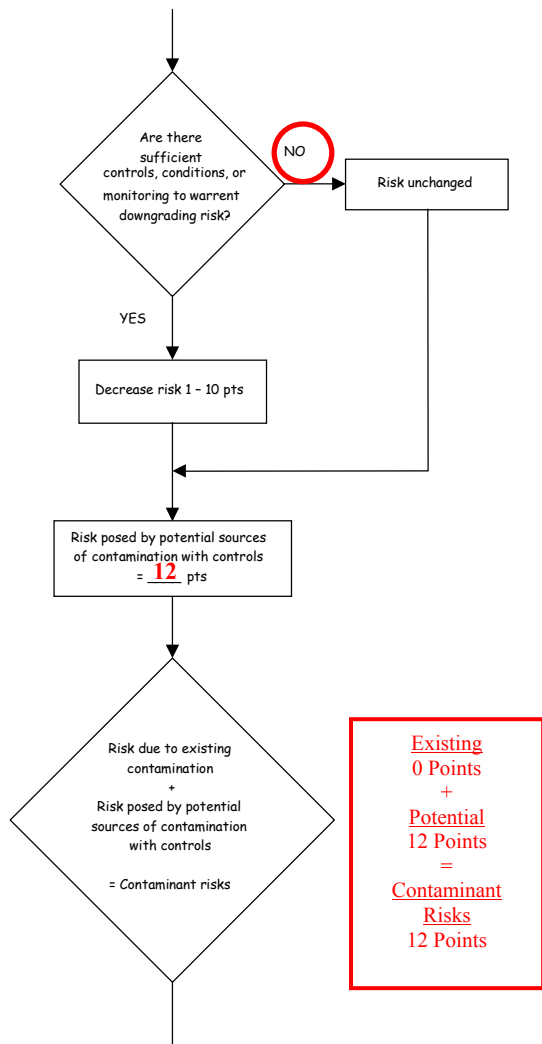 Are there
sufficient
controls, conditions, or
monitoring to warrent
downgrading risk?
NO
Risk unchanged
YES
Decrease risk 1 – 10 pts
Risk posed by potential sources
of contamination with controls
= 12 pts
Risk due to existing
contamination
+
Risk posed by potential
sources of contamination
with controls
= Contaminant risks
Existing
0 Points
+
Potential
12 Points
=
Contaminant
Risks
12 Points